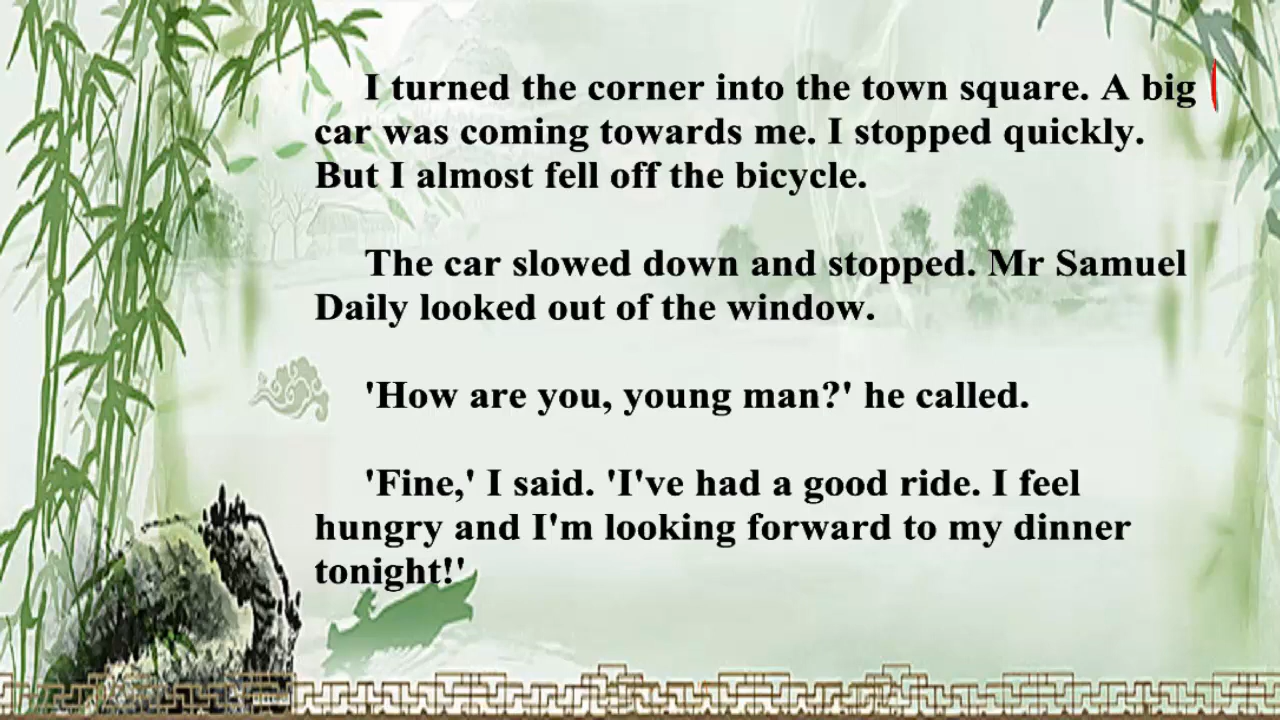 I turned the corner into the town square. A big
car was coming towards me. I stopped quickly.
But I almost fell off the bicycle.
The car slowed down and stopped. Mr Samuel
Daily looked out of the window.
'How are you, young man?' he called.
'Fine,' I said. 'I've had a good ride. I feel
hungry and I'm looking forward to my dinner
tonight!'